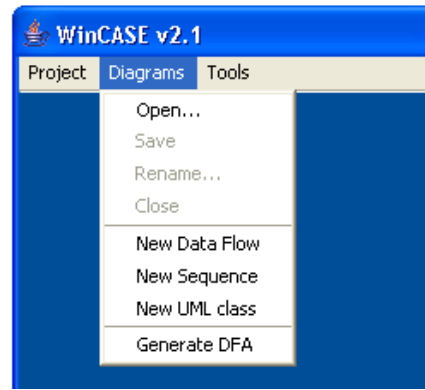 WinCASE v2.1
Project Diagrams Tools
Open...
Save
Rename...
Close
New Data Flow
New Sequence
New UML class
Generate DFA